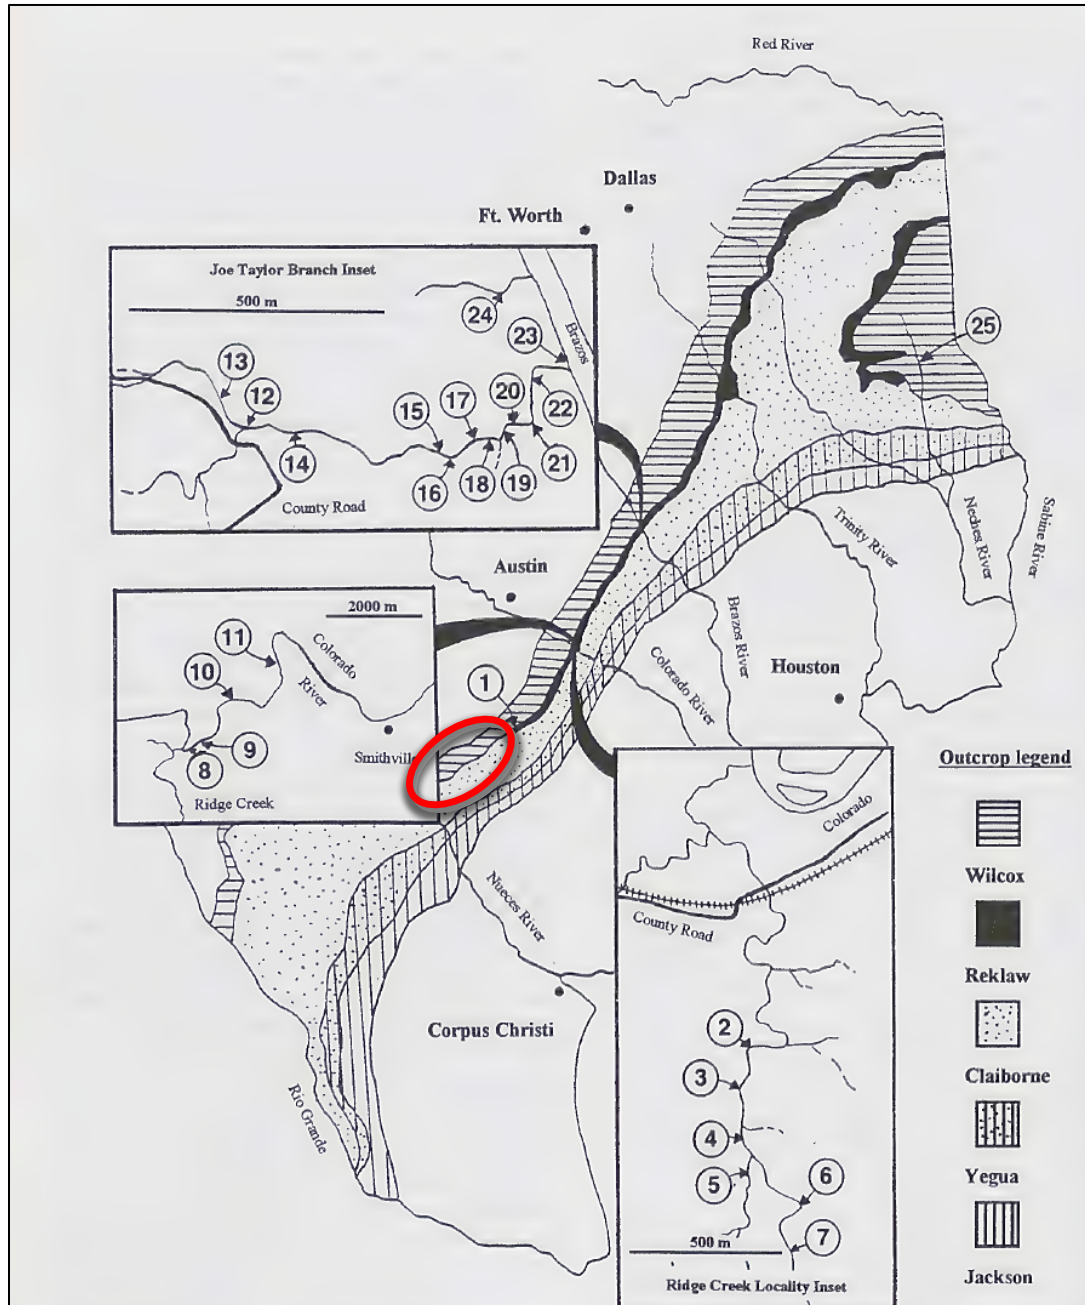 Red River
Dallas
Ft. Worth
Joe Taylor Branch Inset
500 m
24
Brazos
23
25
13
12
15
17
20
22
14
16
18
19
21
County Road
Trinity River
Neches River
Sabine River
Austin
2000 m
11
Colorado
River
10
1
Brazos River
Colorado River
Houston
9
8
Smithvill
Ridge Creek
Outcrop legend
Wilcox
Reklaw
Claiborne
Yegua
Jackson
Colorado
County Road
Nueces River
Corpus Christi
Rio Grande
2
3
4
5
6
7
500 m
Ridge Creek Locality Inset